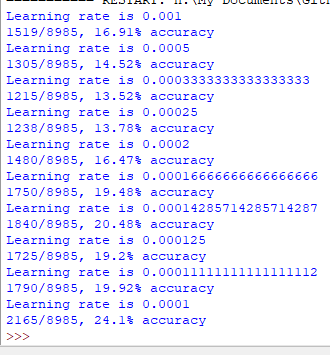 RESTART:
Learning rate is 0.001
1519/8985, 16.91% accuracy
Learning rate is 0.0005
1305/8985, 14.52% accuracy
Learning rate is 0.0003333333333333333
1215/8985, 13.52% accuracy
Learning rate is 0.00025
1238/8985, 13.78% accuracy
Learning rate is 0.0002
1480/8985, 16.47% accuracy
Learning rate is 0.00016666666666666666
1750/8985, 19.48% accuracy
Learning rate is 0.00014285714285714287
1840/8985, 20.48% accuracy
Learning rate is 0.000125
1725/8985, 19.2% accuracy
Learning rate is 0.00011111111111111112
1790/8985, 19.92% accuracy
Learning rate is 0.0001
2165/8985, 24.1% accuracy
>>>